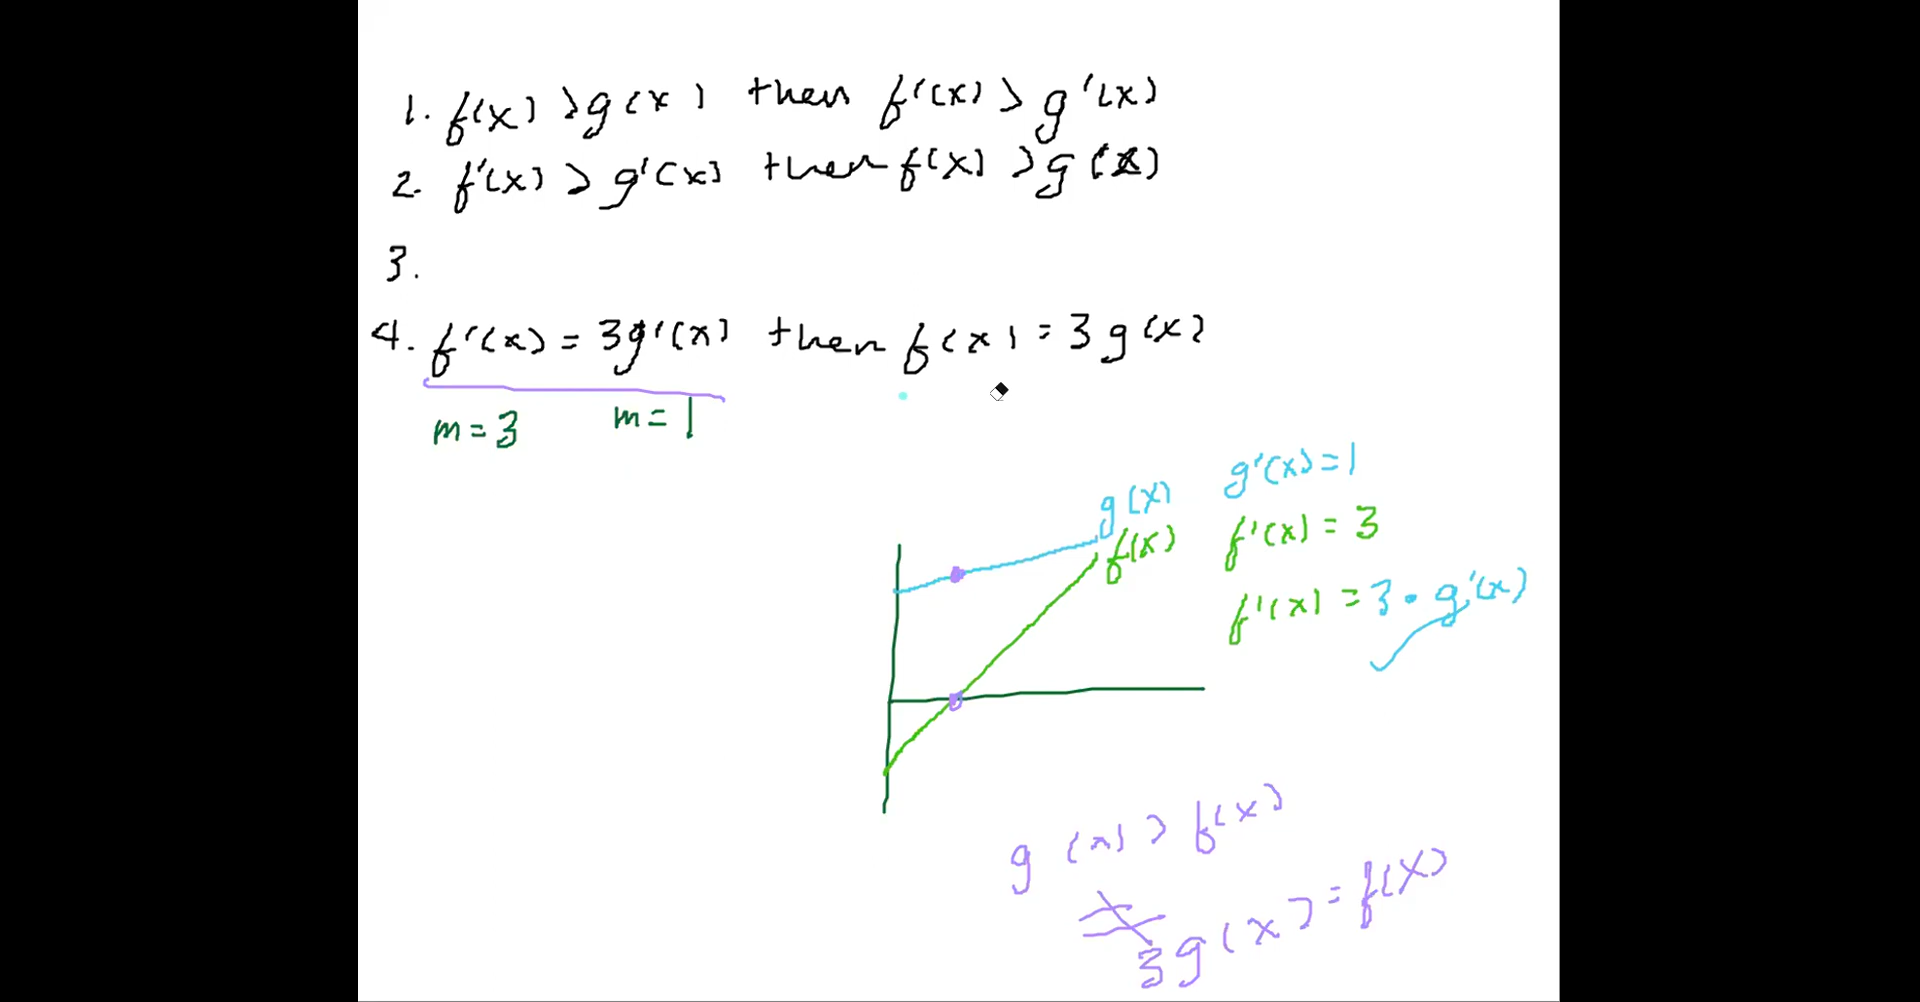 1. f(x) > g(x) then f'(x) > g'(x)
2. f'(x) > g'(x) then f(x) > g(x)
3.
4. f'(x) = 3g'(x) then f(x) = 3g(x)
m = 3 m = 1
g'(x) = 1
g(x)
f'(x) = 3
f(x)
f'(x) = 3 · g'(x)
g(x) > f(x)
3g(x) = f(x)